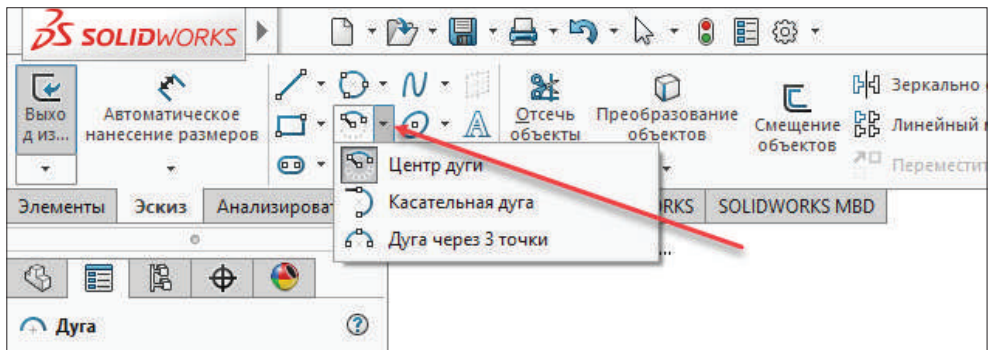 SOLIDWORKS
Выхо
д из...
Автоматическое
нанесение размеров
Отсечь
объекты
Преобразование
объектов
Смещение
объектов
Зеркально
Линейный
Переместит
Центр дуги
Касательная дуга
Дуга через 3 точки
Элементы
Эскиз
Анализироват
RKS
SOLIDWORKS MBD
Дуга